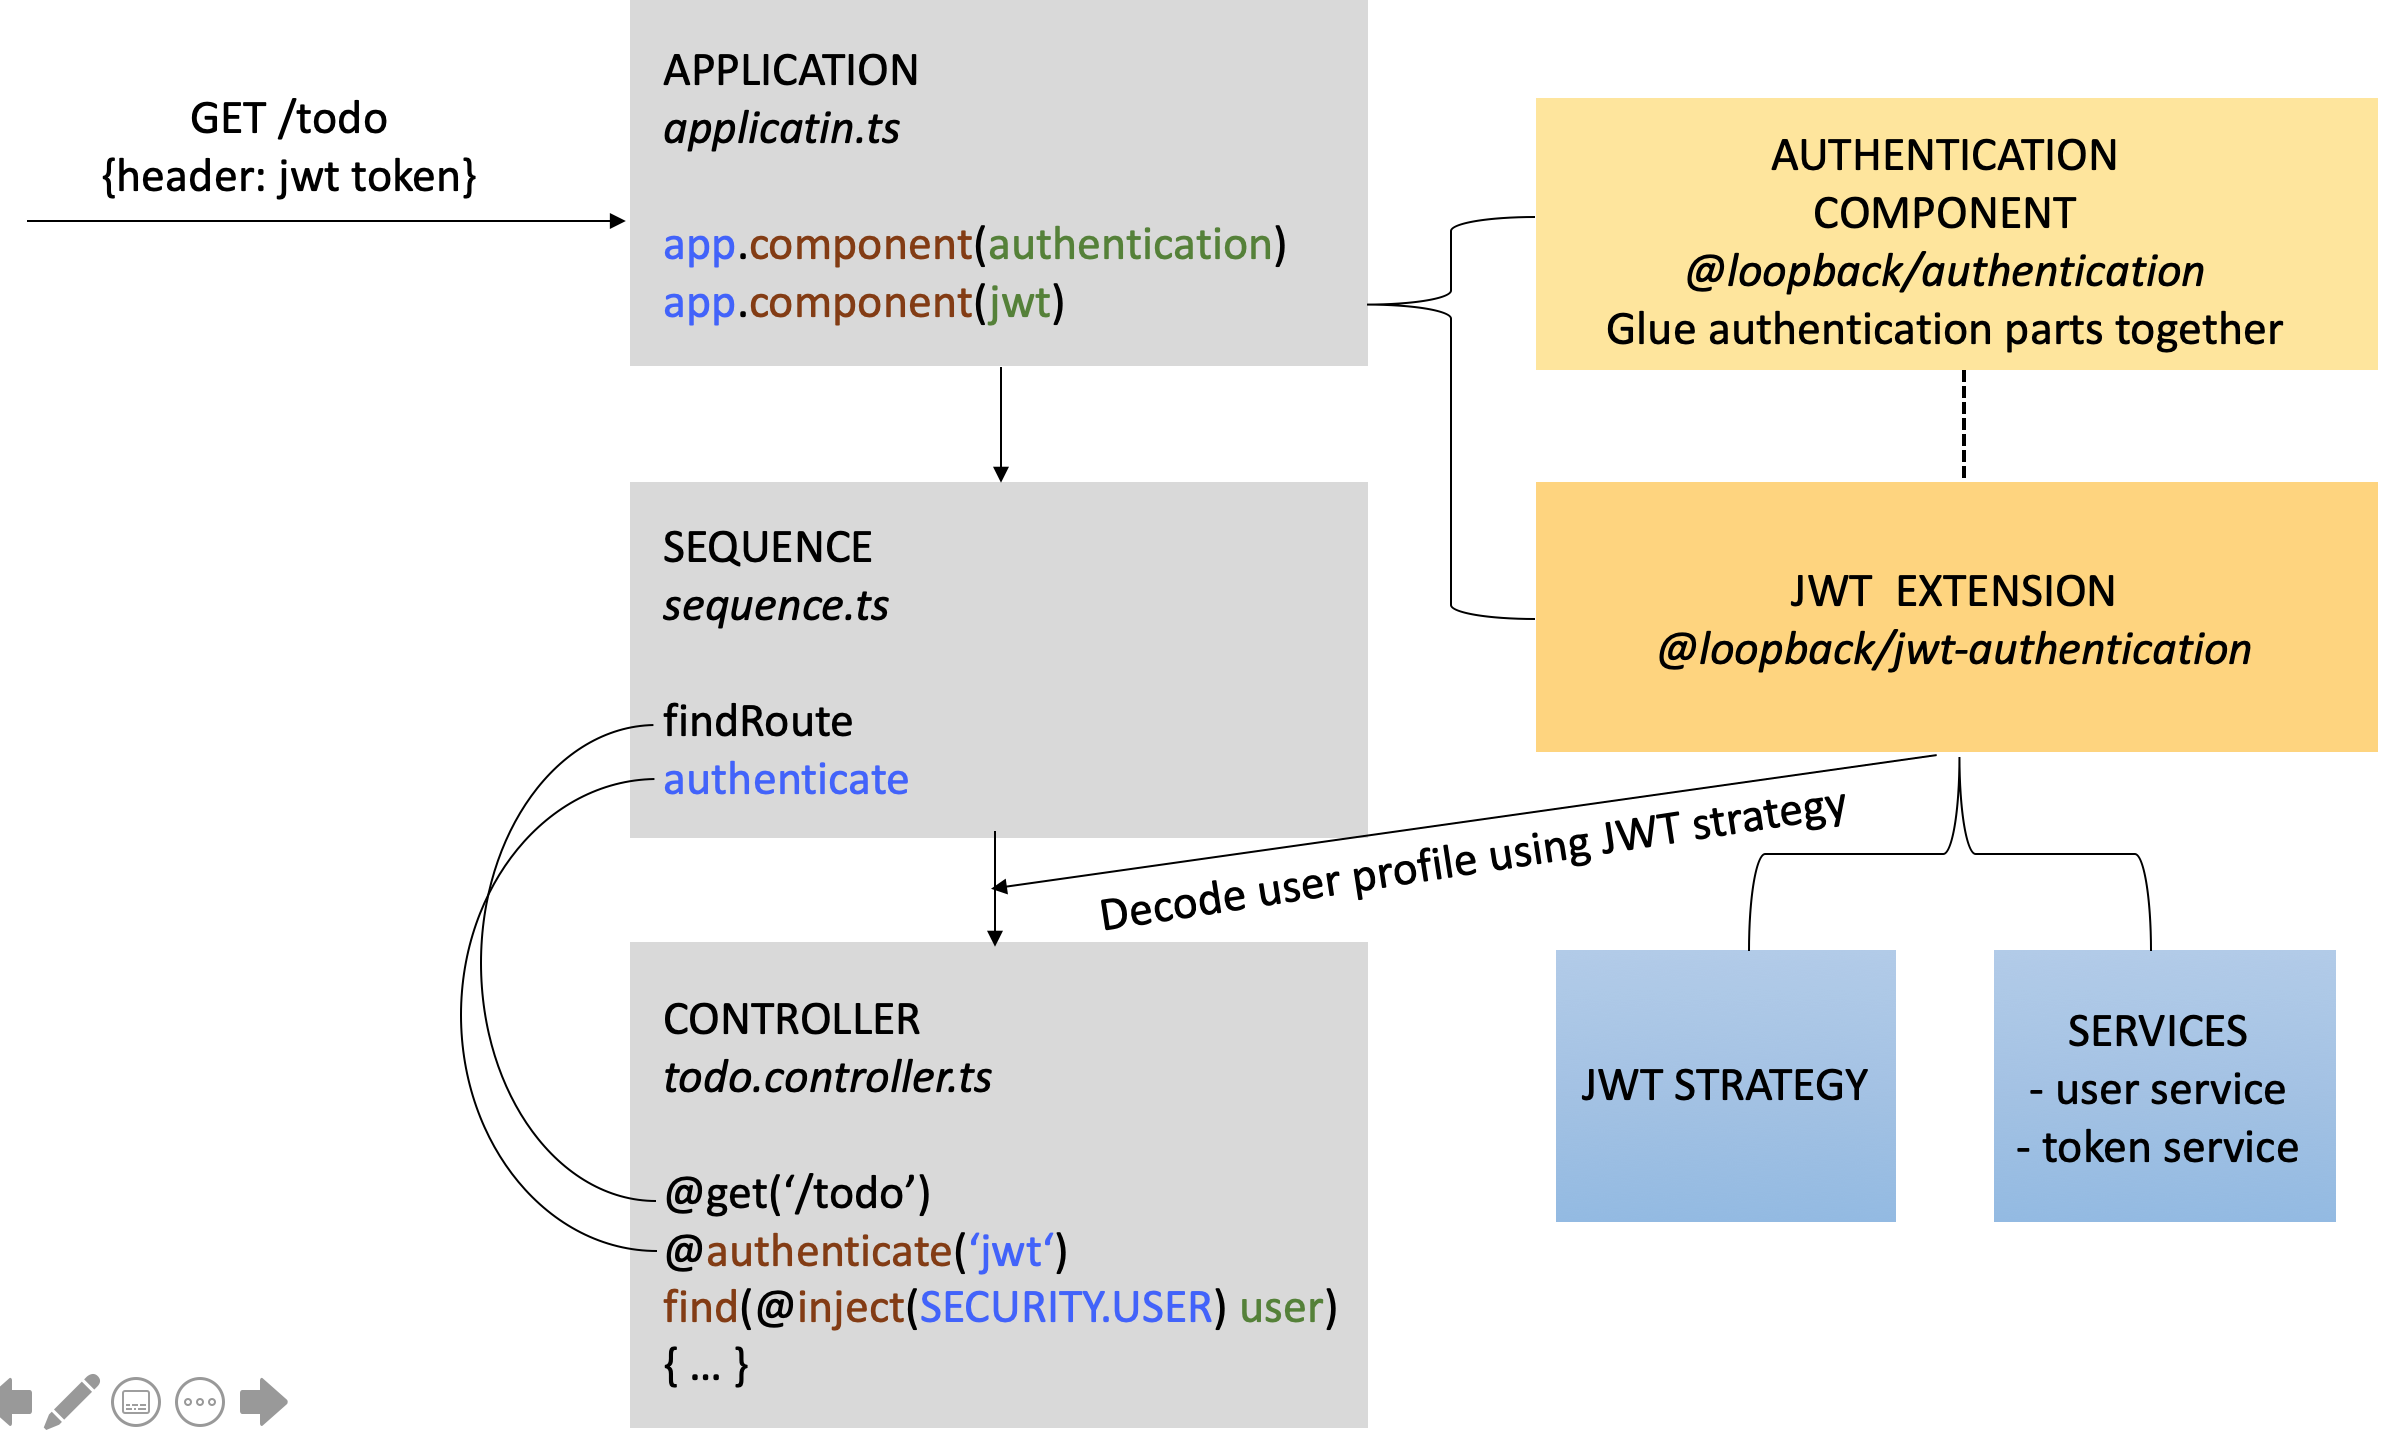 GET /todo
{header: jwt token}
APPLICATION
applicatin.ts
app.component(authentication)
app.component(jwt)
AUTHENTICATION
COMPONENT
@loopback/authentication
Glue authentication parts together
SEQUENCE
sequence.ts
findRoute
authenticate
JWT  EXTENSION
@loopback/jwt-authentication
Decode user profile using JWT strategy
CONTROLLER
todo.controller.ts
@get(‘/todo’)
@authenticate(‘jwt‘)
find(@inject(SECURITY.USER) user)
{ ... }
JWT STRATEGY
SERVICES
- user service
- token service